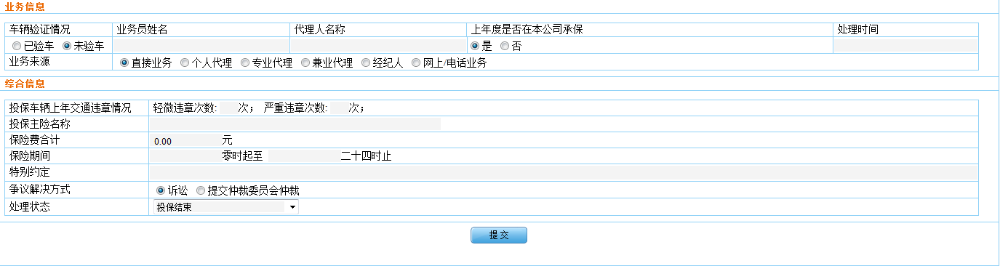 业务信息
车辆验证情况 业务员姓名 代理人名称 上年度是否在本公司承保 处理时间
已验车 未验车 是 否
业务来源 直接业务 个人代理 专业代理 兼业代理 经纪人 网上/电话业务
综合信息
投保车辆上年交通违章情况 轻微违章次数: 次; 严重违章次数: 次;
投保主险名称
保险费合计 0.00 元
保险期间 零时起至 二十四时止
特别约定
争议解决方式 诉讼 提交仲裁委员会仲裁
处理状态 投保结束
提交